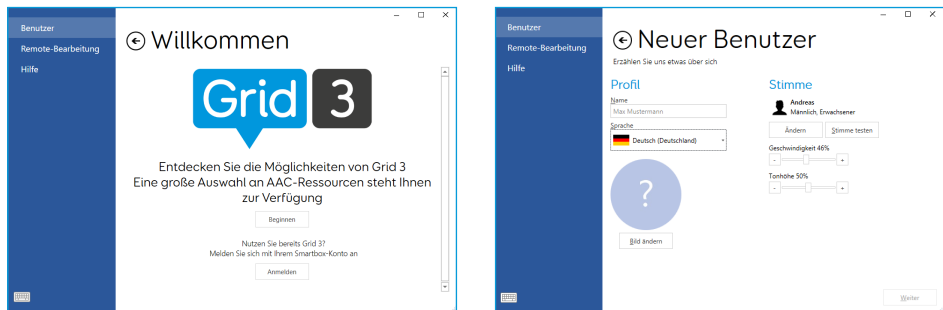 Benutzer
Remote-Bearbeitung
Hilfe
Willkommen
Grid 3
Entdecken Sie die Möglichkeiten von Grid 3
Eine große Auswahl an AAC-Ressourcen steht Ihnen
zur Verfügung
Beginnen
Nutzen Sie bereits Grid 3?
Melden Sie sich mit Ihrem Smartbox-Konto an
Anmelden
Benutzer
Remote-Bearbeitung
Hilfe
Neuer Benutzer
Erzählen Sie uns etwas über sich
Profil
Name
Max Mustermann
Sprache
Deutsch (Deutschland)
?
Bild ändern
Stimme
Andreas
Männlich, Erwachsener
Ändern
Stimme testen
Geschwindigkeit 46%
- +
Tonhöhe 50%
- +
Weiter